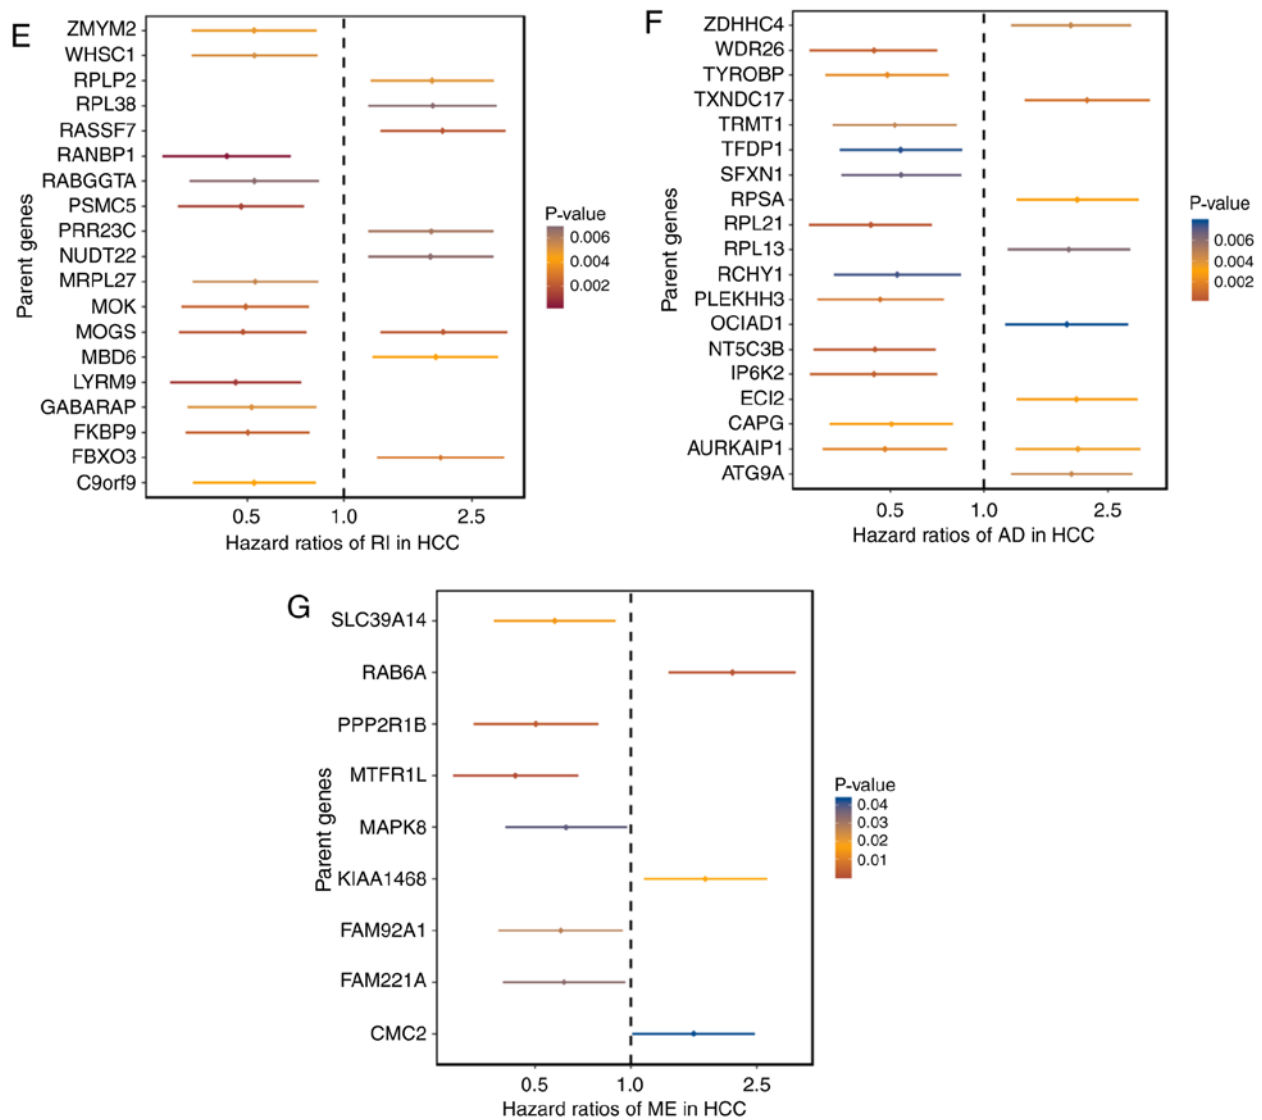 E
ZMYM2
WHSC1
RPLP2
RPL38
RASSF7
RANBP1
RABGGTA
PSMC5
PRR23C
NUDT22
MRPL27
MOK
MOGS
MBD6
LYRM9
GABARAP
FKBP9
FBXO3
C9orf9
Parent genes
0.5 1.0 2.5
Hazard ratios of RI in HCC
P-value
0.006
0.004
0.002
F
ZDHHC4
WDR26
TYROBP
TXNDC17
TRMT1
TFDP1
SFXN1
RPSA
RPL21
RPL13
RCHY1
PLEKHH3
OCIAD1
NT5C3B
IP6K2
ECI2
CAPG
AURKAIP1
ATG9A
Parent genes
0.5 1.0 2.5
Hazard ratios of AD in HCC
P-value
0.006
0.004
0.002
G
SLC39A14
RAB6A
PPP2R1B
MTFR1L
MAPK8
KIAA1468
FAM92A1
FAM221A
CMC2
Parent genes
0.5 1.0 2.5
Hazard ratios of ME in HCC
P-value
0.04
0.03
0.02
0.01